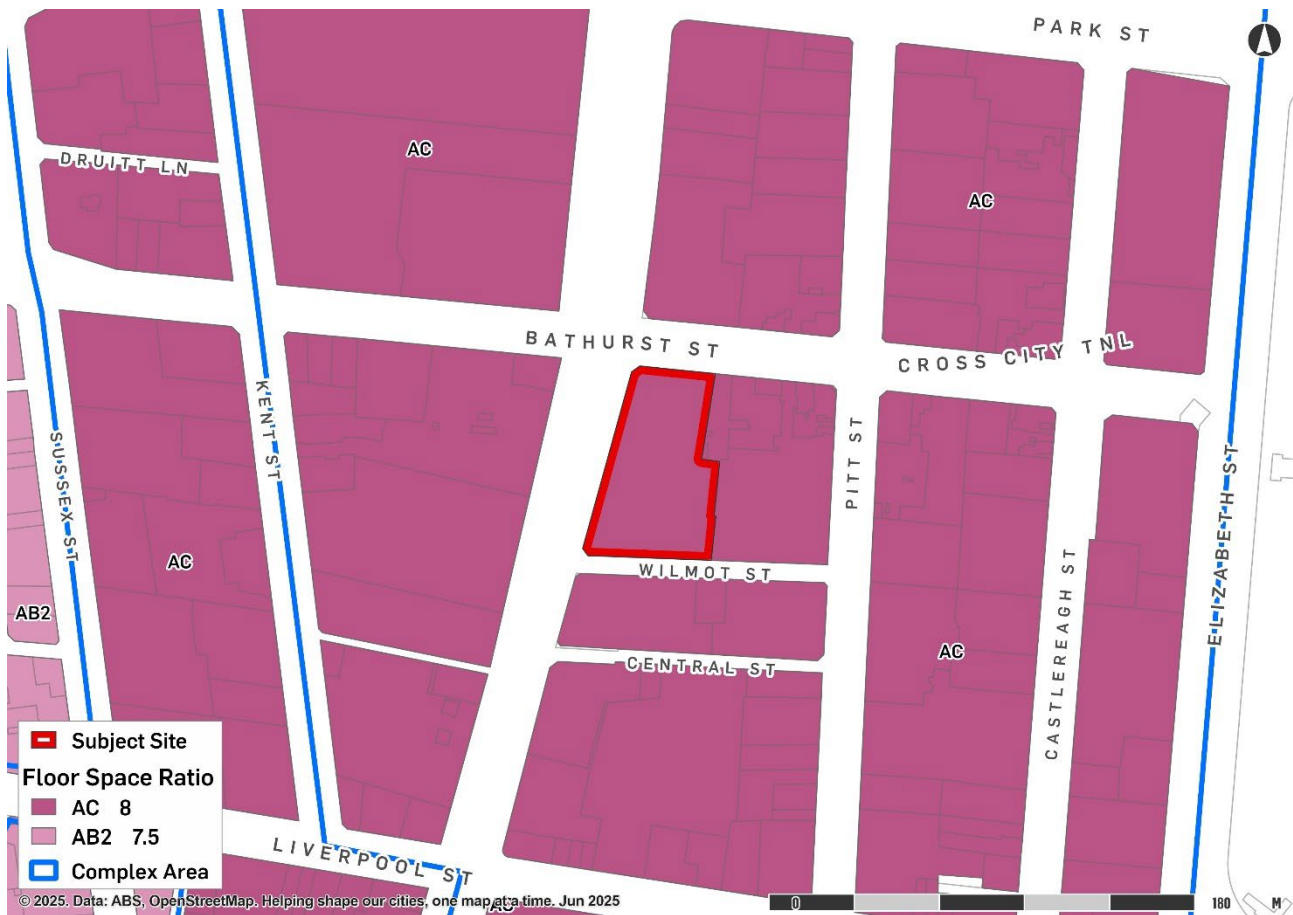 PARK ST
AC
DRUITT LN
AC
BATHURST ST
CROSS CITY TNL
KENT ST
SUSSEX ST
PITT ST
ELIZABETH ST
AC
WILMOT ST
AB2
CASTLEREAGH ST
AC
CENTRAL ST
Subject Site
Floor Space Ratio
AC 8
AB2 7.5
Complex Area
LIVERPOOL ST
AC
© 2025. Data: ABS, OpenStreetMap. Helping shape our cities, one map at a time. Jun 2025
0 180 M